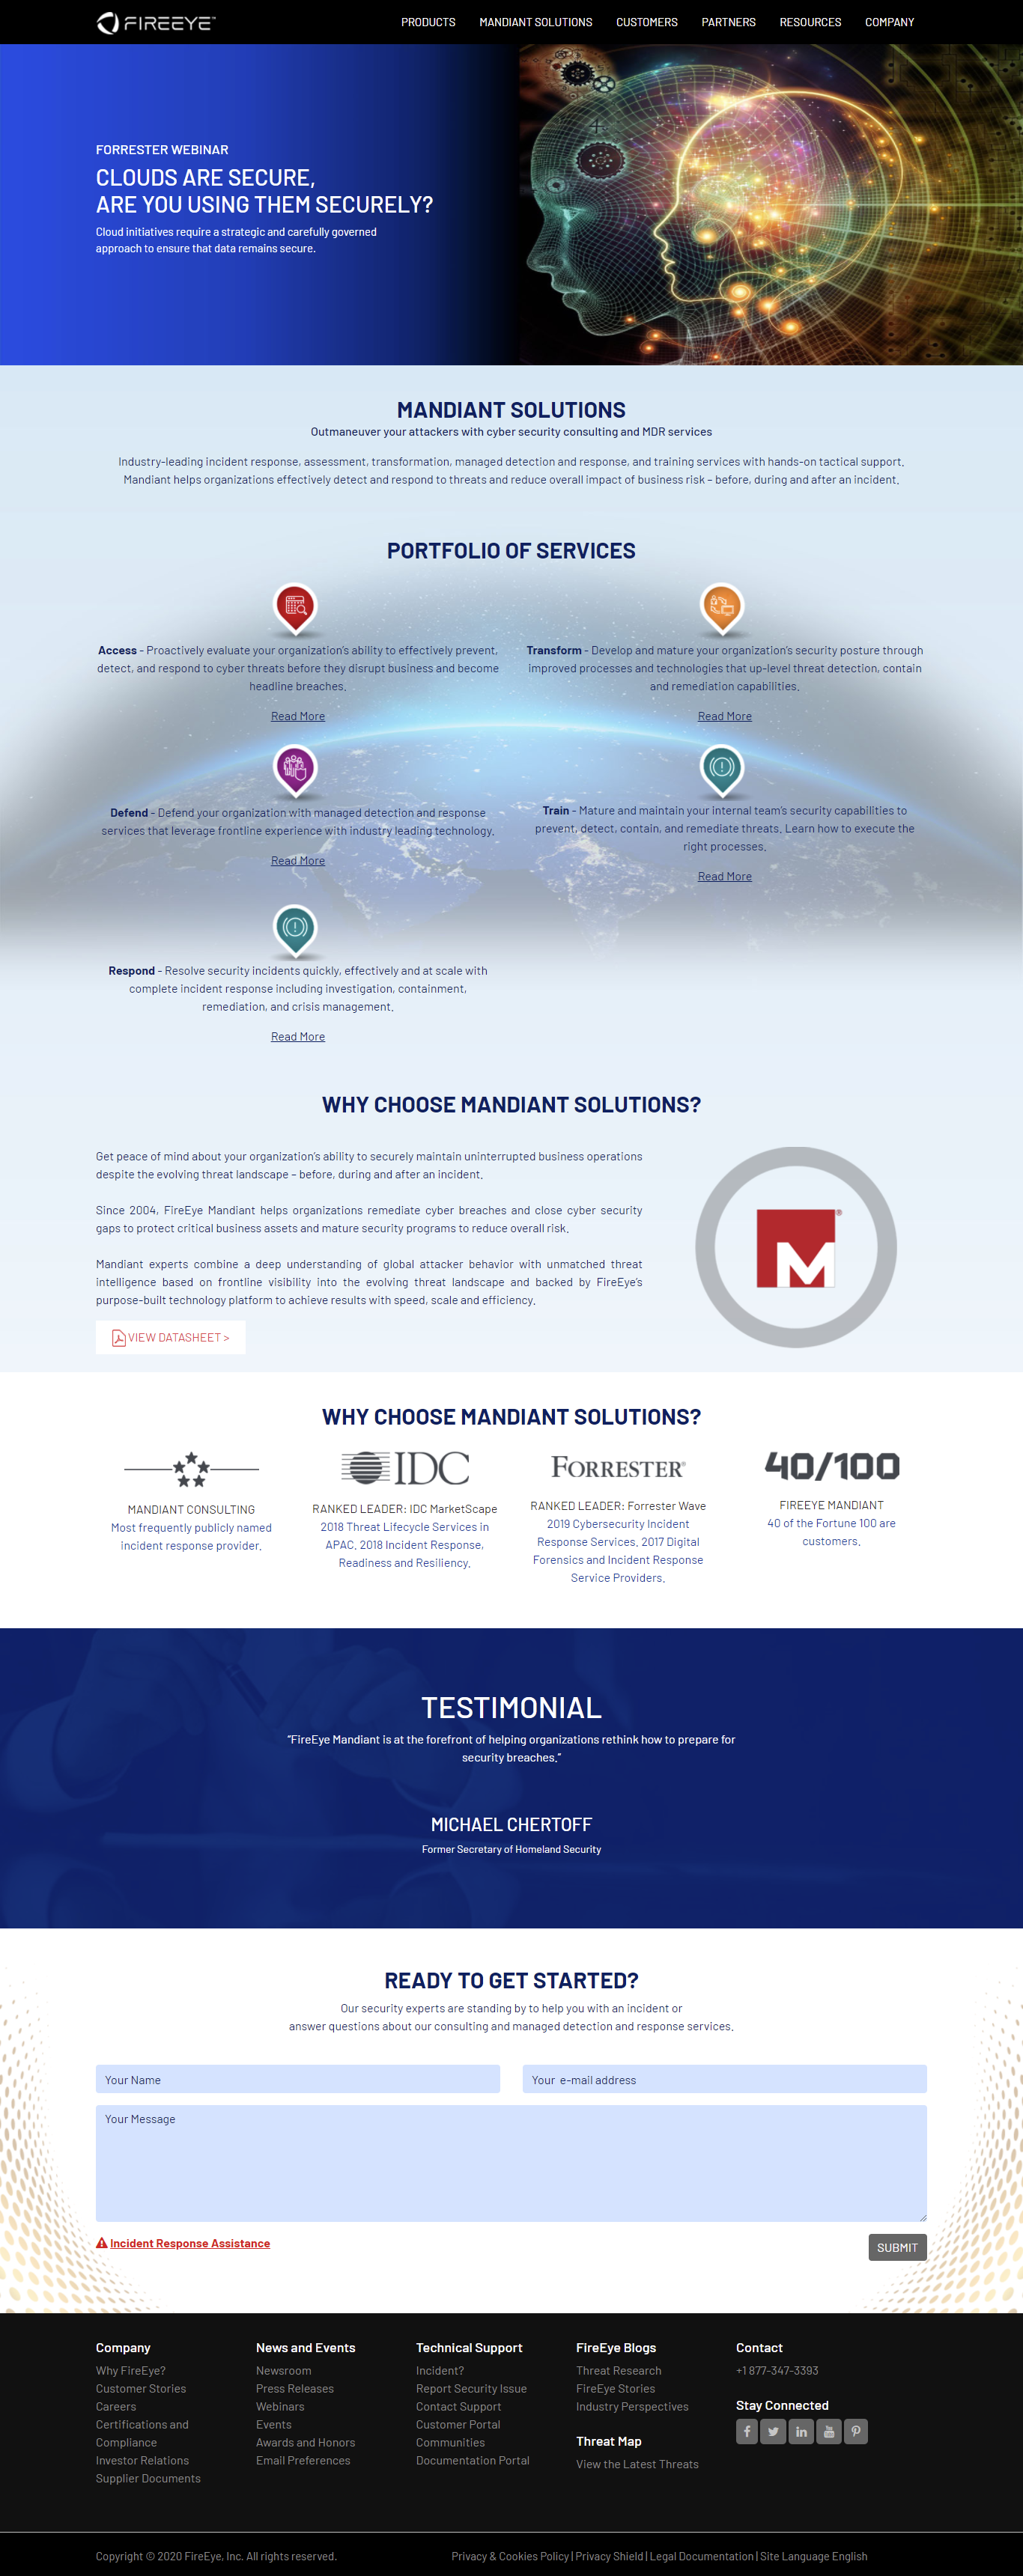 FIREEYE™
PRODUCTS MANDIANT SOLUTIONS CUSTOMERS PARTNERS RESOURCES COMPANY
FORRESTER WEBINAR
CLOUDS ARE SECURE,
ARE YOU USING THEM SECURELY?
Cloud initiatives require a strategic and carefully governed
approach to ensure that data remains secure.
MANDIANT SOLUTIONS
Outmaneuver your attackers with cyber security consulting and MDR services
Industry-leading incident response, assessment, transformation, managed detection and response, and training services with hands-on tactical support.
Mandiant helps organizations effectively detect and respond to threats and reduce overall impact of business risk – before, during and after an incident.
PORTFOLIO OF SERVICES
Access - Proactively evaluate your organization's ability to effectively prevent,
detect, and respond to cyber threats before they disrupt business and become
headline breaches.
Read More
Transform - Develop and mature your organization's security posture through
improved processes and technologies that up-level threat detection, contain
and remediation capabilities.
Read More
Defend - Defend your organization with managed detection and response
services that leverage frontline experience with industry leading technology.
Read More
Train - Mature and maintain your internal team's security capabilities to
prevent, detect, contain, and remediate threats. Learn how to execute the
right processes.
Read More
Respond - Resolve security incidents quickly, effectively and at scale with
complete incident response including investigation, containment,
remediation, and crisis management.
Read More
WHY CHOOSE MANDIANT SOLUTIONS?
Get peace of mind about your organization's ability to securely maintain uninterrupted business operations
despite the evolving threat landscape – before, during and after an incident.
Since 2004, FireEye Mandiant helps organizations remediate cyber breaches and close cyber security
gaps to protect critical business assets and mature security programs to reduce overall risk.
Mandiant experts combine a deep understanding of global attacker behavior with unmatched threat
intelligence based on frontline visibility into the evolving threat landscape and backed by FireEye's
purpose-built technology platform to achieve results with speed, scale and efficiency.
VIEW DATASHEET >
M®
WHY CHOOSE MANDIANT SOLUTIONS?
MANDIANT CONSULTING
Most frequently publicly named
incident response provider.
IDC
RANKED LEADER: IDC MarketScape
2018 Threat Lifecycle Services in
APAC. 2018 Incident Response,
Readiness and Resiliency.
FORRESTER®
RANKED LEADER: Forrester Wave
2019 Cybersecurity Incident
Response Services. 2017 Digital
Forensics and Incident Response
Service Providers.
40/100
FIREEYE MANDIANT
40 of the Fortune 100 are
customers.
TESTIMONIAL
“FireEye Mandiant is at the forefront of helping organizations rethink how to prepare for
security breaches.”
MICHAEL CHERTOFF
Former Secretary of Homeland Security
READY TO GET STARTED?
Our security experts are standing by to help you with an incident or
answer questions about our consulting and managed detection and response services.
Your Name
Your e-mail address
Your Message
Incident Response Assistance
SUBMIT
Company
Why FireEye?
Customer Stories
Careers
Certifications and
Compliance
Investor Relations
Supplier Documents
News and Events
Newsroom
Press Releases
Webinars
Events
Awards and Honors
Email Preferences
Technical Support
Incident?
Report Security Issue
Contact Support
Customer Portal
Communities
Documentation Portal
FireEye Blogs
Threat Research
FireEye Stories
Industry Perspectives
Threat Map
View the Latest Threats
Contact
+1 877-347-3393
Stay Connected
Copyright © 2020 FireEye, Inc. All rights reserved.
Privacy & Cookies Policy | Privacy Shield | Legal Documentation | Site Language English